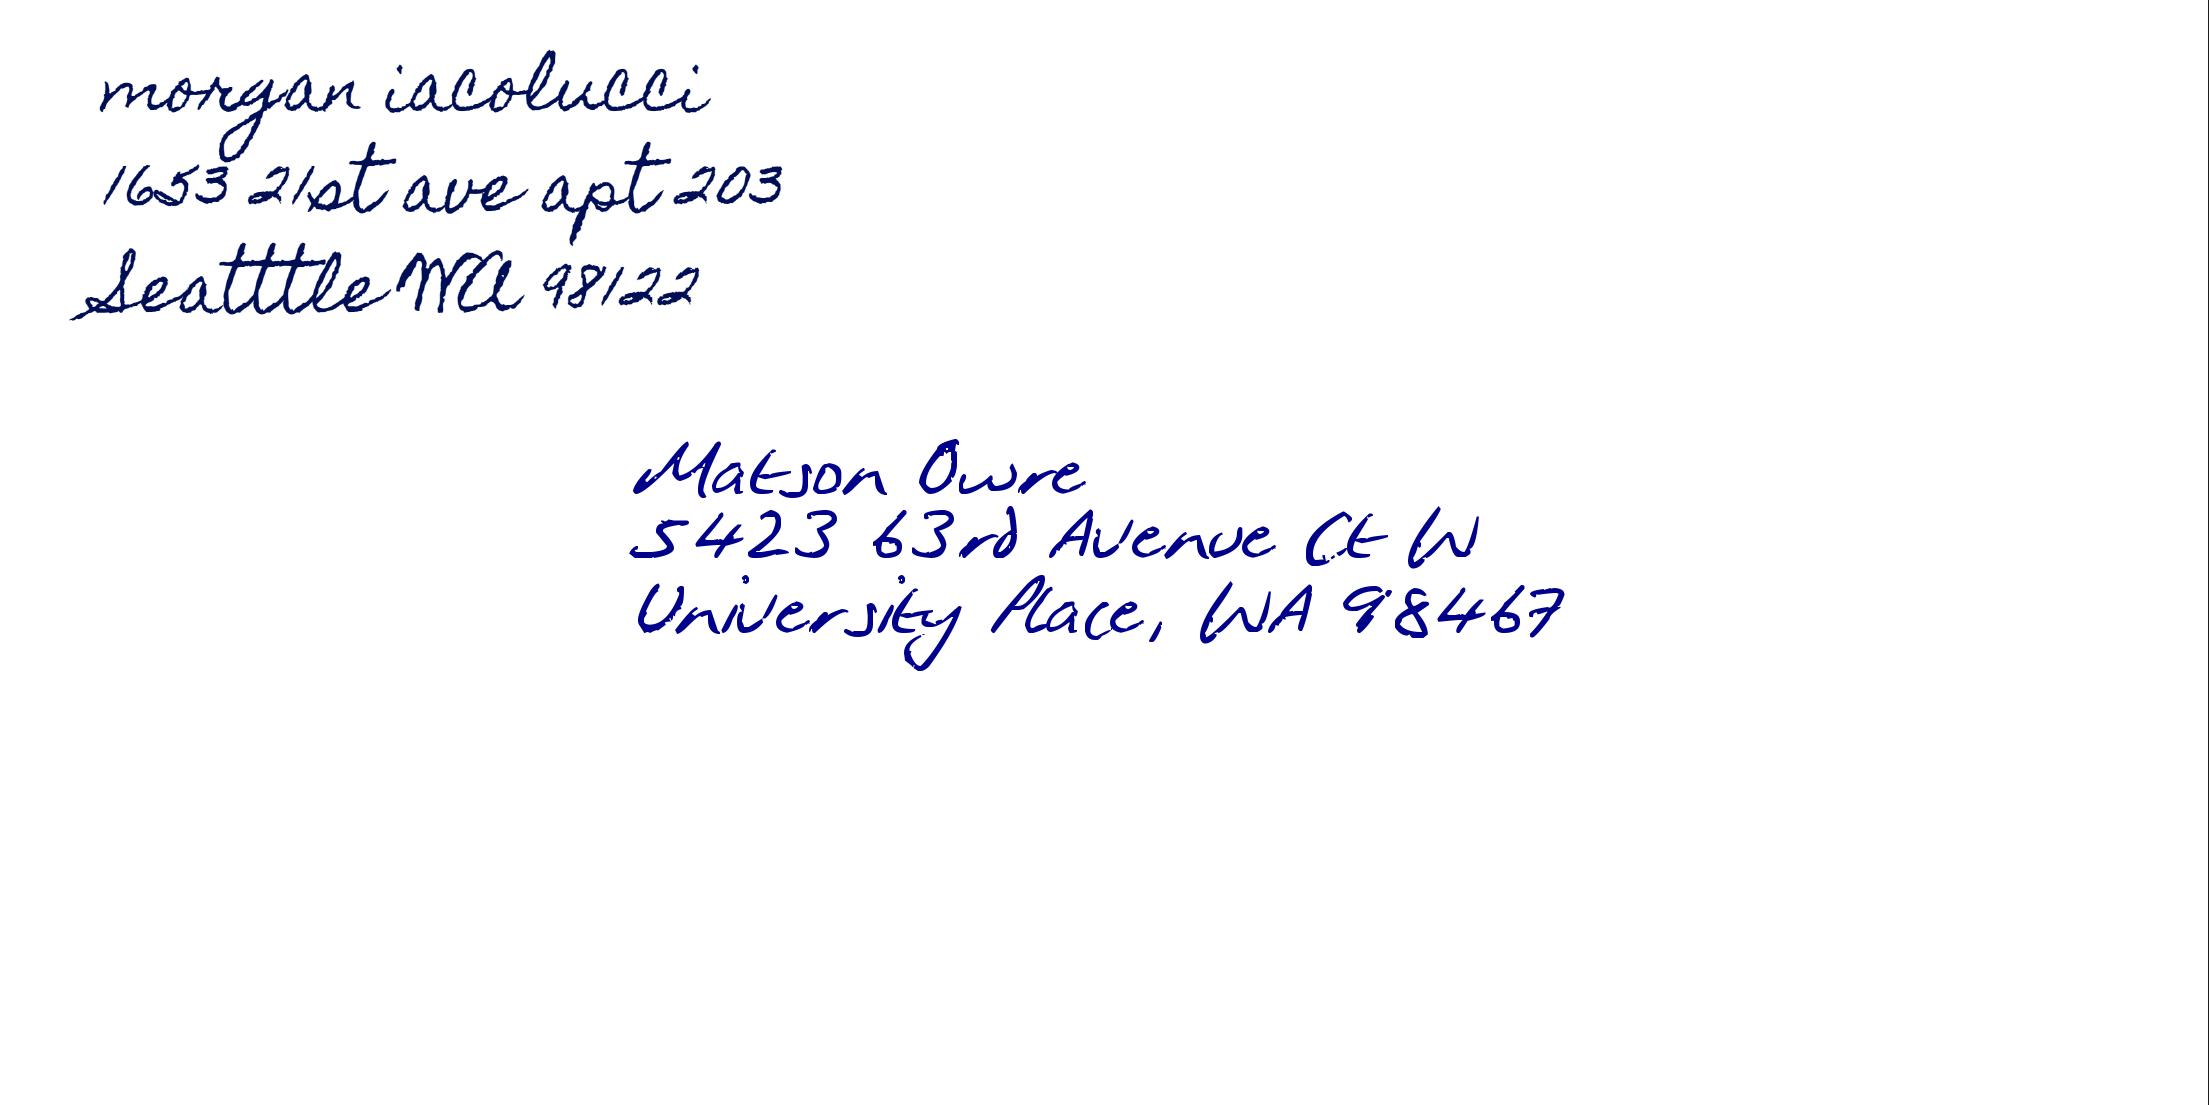 morgan iacolucci
1653 21st ave apt 203
Seatttle WA 98122
Matson Owre
5423 63rd Avenue Ct W
University Place, WA 98467